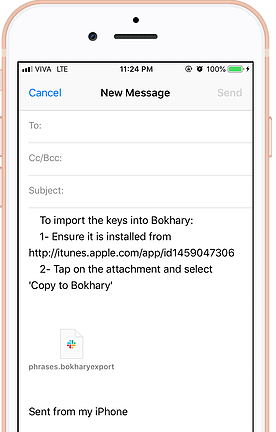 VIVA LTE 11:24 PM 100%
Cancel New Message Send
To:
Cc/Bcc:
Subject:
To import the keys into Bokhary:
1- Ensure it is installed from
http://itunes.apple.com/app/id1459047306
2- Tap on the attachment and select
'Copy to Bokhary'
phrases.bokharyexport
Sent from my iPhone